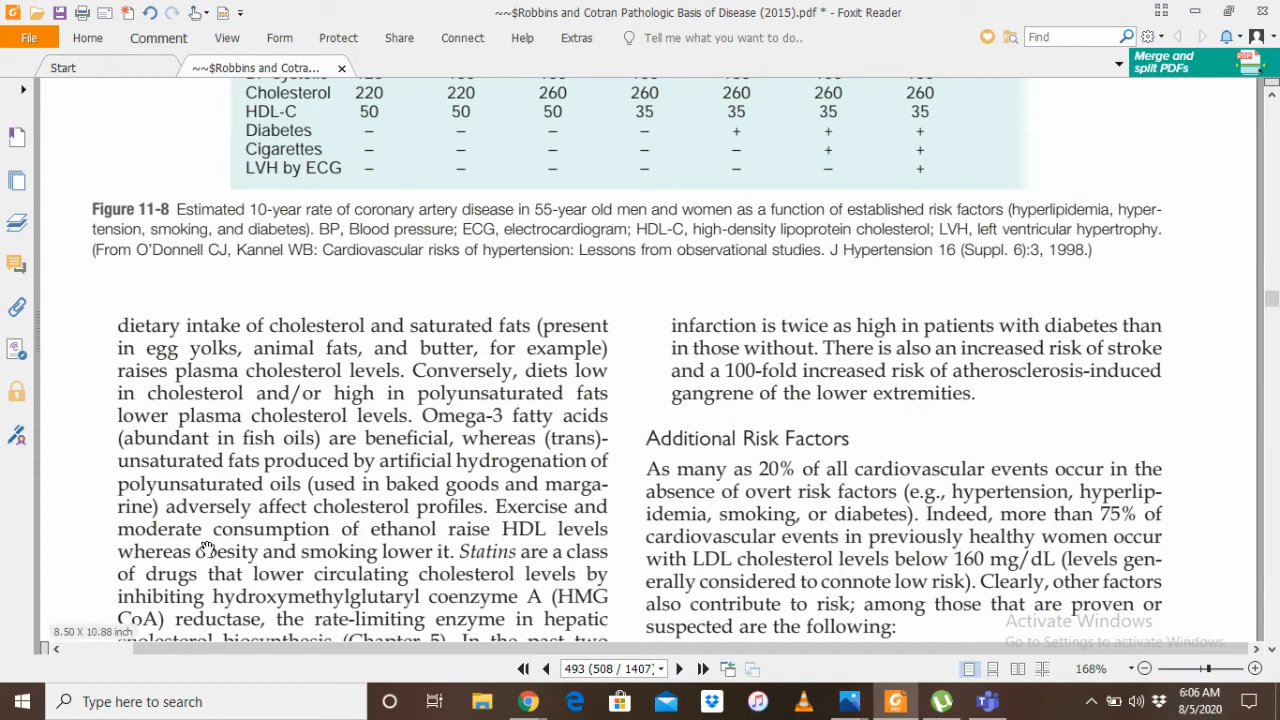 ~~$Robbins and Cotran Pathologic Basis of Disease (2015).pdf * - Foxit Reader
File Home Comment View Form Protect Share Connect Help Extras Tell me what you want to do.. Find
Start ~~$Robbins and Cotra... Merge and
split PDFs
Cholesterol 220 220 260 260 260 260 260
HDL-C 50 50 50 35 35 35 35
Diabetes – – – – + + +
Cigarettes – – – – – + +
LVH by ECG – – – – – – +
Figure 11-8 Estimated 10-year rate of coronary artery disease in 55-year old men and women as a function of established risk factors (hyperlipidemia, hyper-
tension, smoking, and diabetes). BP, Blood pressure; ECG, electrocardiogram; HDL-C, high-density lipoprotein cholesterol; LVH, left ventricular hypertrophy.
(From O'Donnell CJ, Kannel WB: Cardiovascular risks of hypertension: Lessons from observational studies. J Hypertension 16 (Suppl. 6):3, 1998.)
dietary intake of cholesterol and saturated fats (present
in egg yolks, animal fats, and butter, for example)
raises plasma cholesterol levels. Conversely, diets low
in cholesterol and/or high in polyunsaturated fats
lower plasma cholesterol levels. Omega-3 fatty acids
(abundant in fish oils) are beneficial, whereas (trans)-
unsaturated fats produced by artificial hydrogenation of
polyunsaturated oils (used in baked goods and marga-
rine) adversely affect cholesterol profiles. Exercise and
moderate consumption of ethanol raise HDL levels
whereas obesity and smoking lower it. Statins are a class
of drugs that lower circulating cholesterol levels by
inhibiting hydroxymethylglutaryl coenzyme A (HMG
CoA) reductase, the rate-limiting enzyme in hepatic
cholesterol biosynthesis (Chapter 5). In the past two
infarction is twice as high in patients with diabetes than
in those without. There is also an increased risk of stroke
and a 100-fold increased risk of atherosclerosis-induced
gangrene of the lower extremities.
Additional Risk Factors
As many as 20% of all cardiovascular events occur in the
absence of overt risk factors (e.g., hypertension, hyperlip-
idemia, smoking, or diabetes). Indeed, more than 75% of
cardiovascular events in previously healthy women occur
with LDL cholesterol levels below 160 mg/dL (levels gen-
erally considered to connote low risk). Clearly, other factors
also contribute to risk; among those that are proven or
suspected are the following:
Activate Windows
Go to Settings to activate Windows.
8.50 X 10.88 inch
493 (508 / 1407) 168%
Type here to search
6:06 AM
8/5/2020